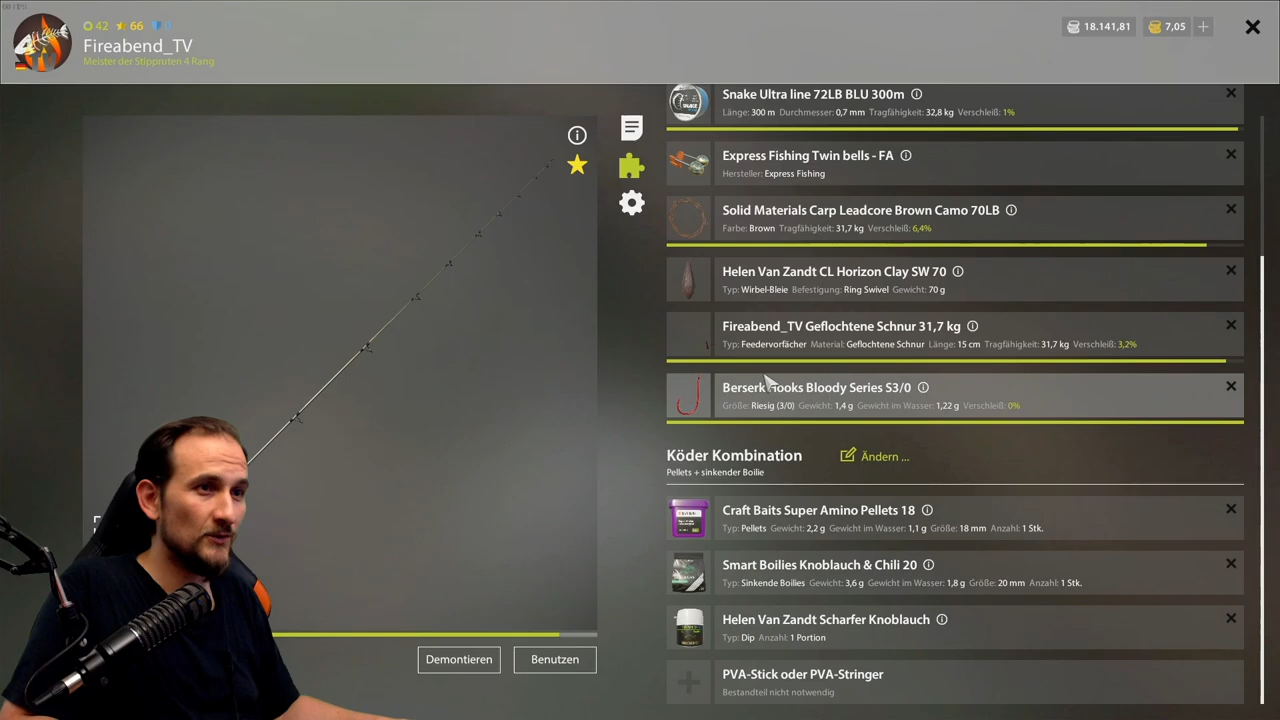 42 66 0
Fireabend_TV
Meister der Stippruten 4 Rang
18.141,81
7,05
Snake Ultra line 72LB BLU 300m
Länge: 300 m Durchmesser: 0,7 mm Tragfähigkeit: 32,8 kg Verschleiß: 1%
Express Fishing Twin bells - FA
Hersteller: Express Fishing
Solid Materials Carp Leadcore Brown Camo 70LB
Farbe: Brown Tragfähigkeit: 31,7 kg Verschleiß: 6,4%
Helen Van Zandt CL Horizon Clay SW 70
Typ: Wirbel-Bleie Befestigung: Ring Swivel Gewicht: 70 g
Fireabend_TV Geflochtene Schnur 31,7 kg
Typ: Feedervorfächer Material: Geflochtene Schnur Länge: 15 cm Tragfähigkeit: 31,7 kg Verschleiß: 3,2%
Berserk Hooks Bloody Series S3/0
Größe: Riesig (3/0) Gewicht: 1,4 g Gewicht im Wasser: 1,22 g Verschleiß: 0%
Köder Kombination
Ändern ...
Pellets + sinkender Boilie
Craft Baits Super Amino Pellets 18
Typ: Pellets Gewicht: 2,2 g Gewicht im Wasser: 1,1 g Größe: 18 mm Anzahl: 1 Stk.
Smart Boilies Knoblauch & Chili 20
Typ: Sinkende Boilies Gewicht: 3,6 g Gewicht im Wasser: 1,8 g Größe: 20 mm Anzahl: 1 Stk.
Helen Van Zandt Scharfer Knoblauch
Typ: Dip Anzahl: 1 Portion
PVA-Stick oder PVA-Stringer
Bestandteil nicht notwendig
Demontieren
Benutzen